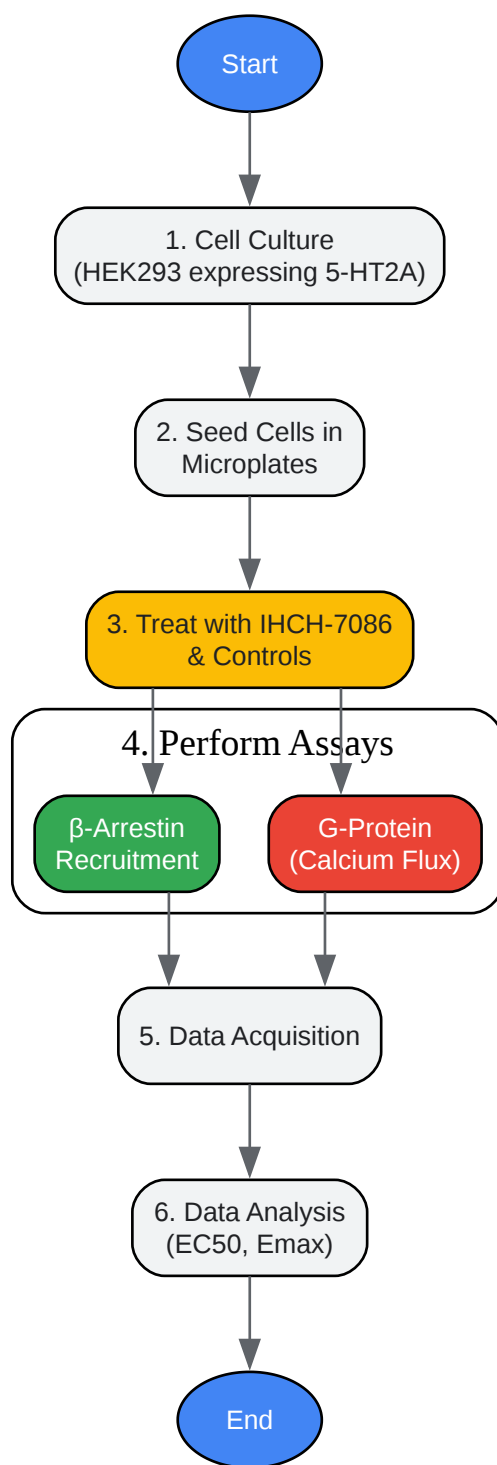 Start
1. Cell Culture
(HEK293 expressing 5-HT2A)
2. Seed Cells in
Microplates
3. Treat with IHCH-7086
& Controls
4. Perform Assays
β-Arrestin
Recruitment
G-Protein
(Calcium Flux)
5. Data Acquisition
6. Data Analysis
(EC50, Emax)
End